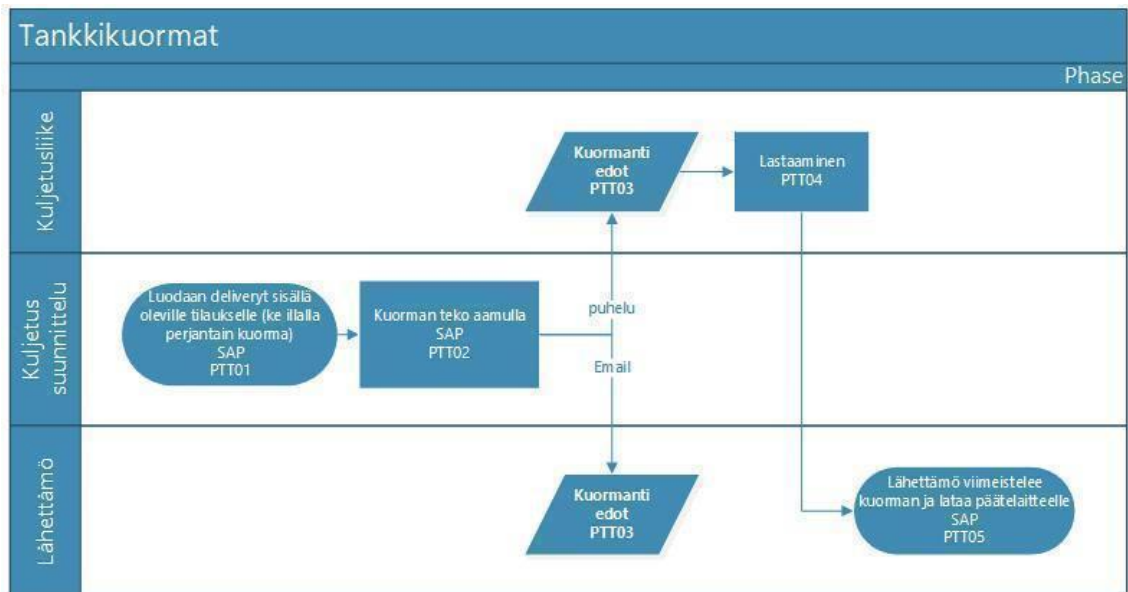 Tankkikuormat
Phase
Kuljetusliike
Kuormanti
edot
PTT03
Lastaaminen
PTT04
Kuljetus
suunnittelu
Luodaan deliveryt sisällä
oleville tilaukselle (ke illalla
perjantain kuorma)
SAP
PTT01
Kuorman teko aamulla
SAP
PTT02
puhelu
Email
Lähettämö
Kuormanti
edot
PTT03
Lähettämö viimeistelee
kuorman ja lataa päätelaitteelle
SAP
PTT05